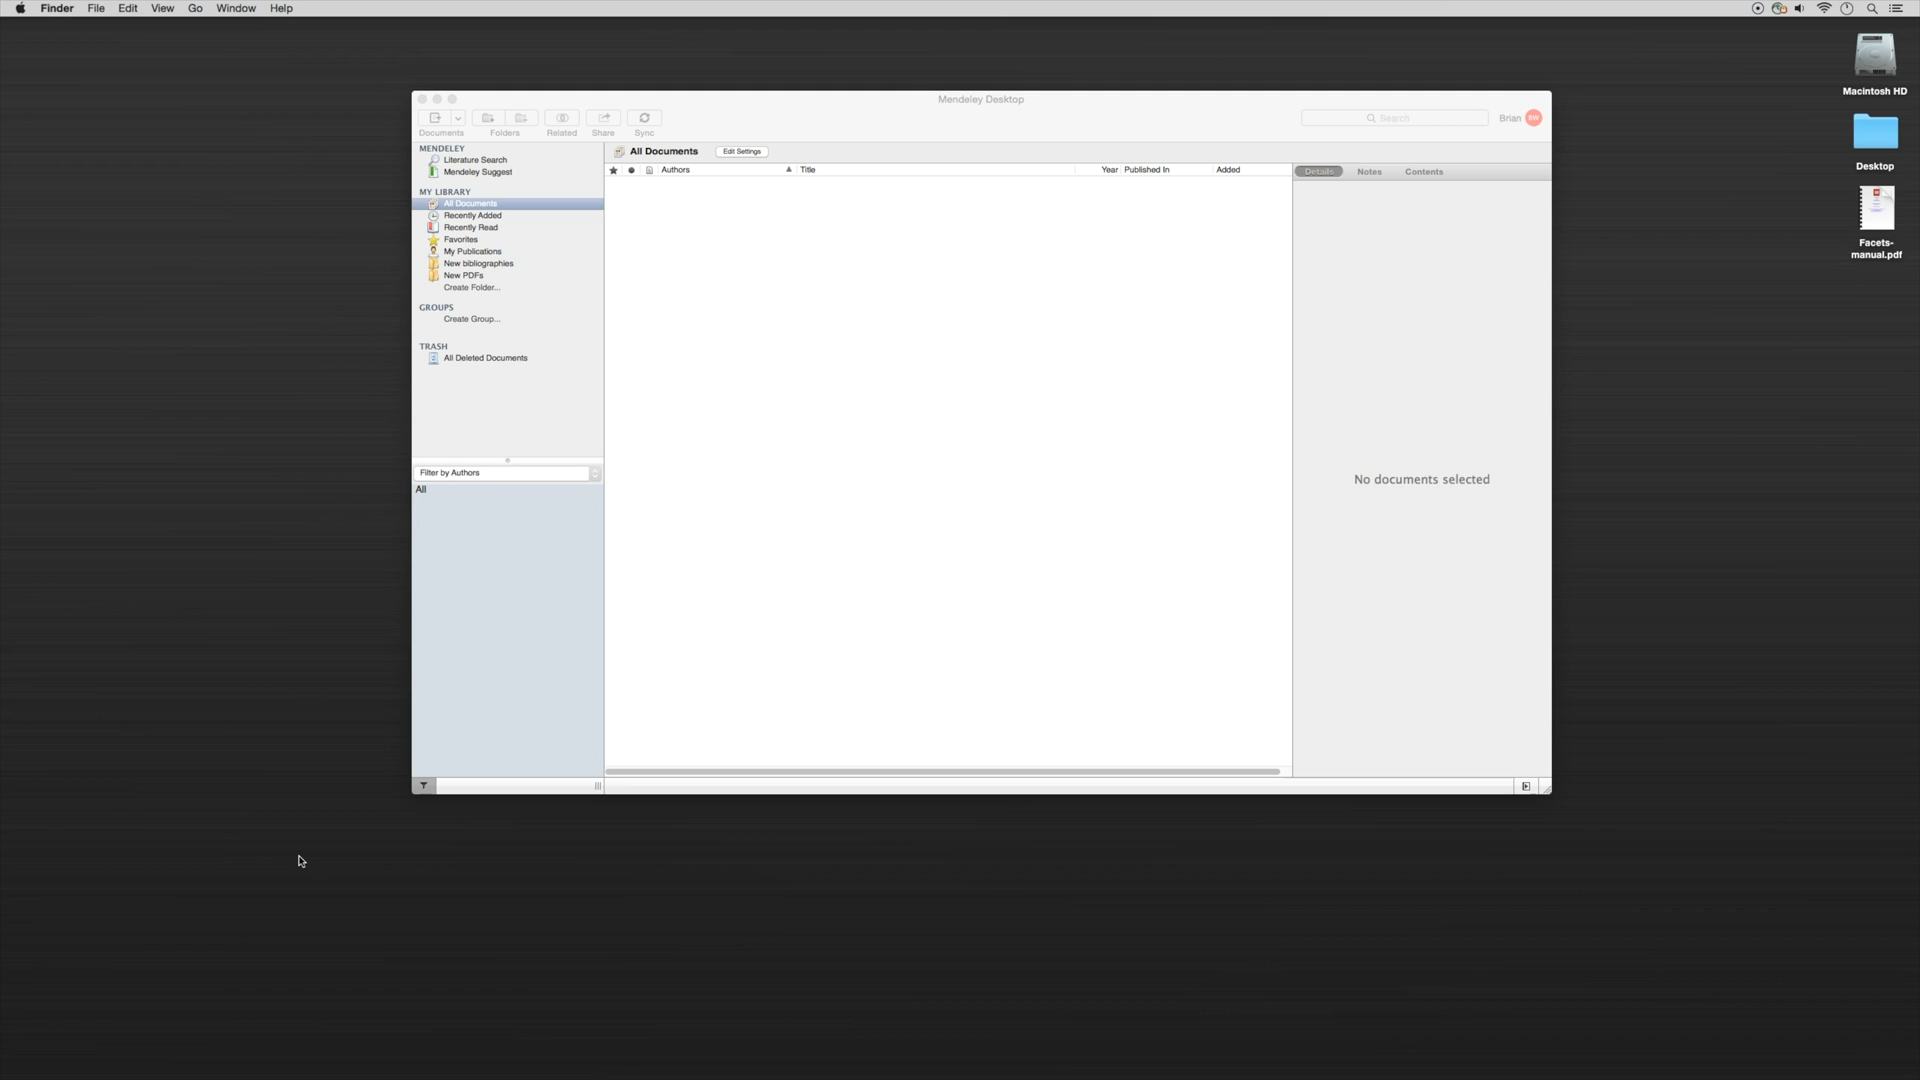 Finder File Edit View Go Window Help
Macintosh HD
Desktop
Facets-
manual.pdf
Mendeley Desktop
Search
Brian BW
Documents Folders Related Share Sync
MENDELEY
Literature Search
Mendeley Suggest
MY LIBRARY
All Documents
Recently Added
Recently Read
Favorites
My Publications
New bibliographies
New PDFs
Create Folder...
GROUPS
Create Group...
TRASH
All Deleted Documents
Filter by Authors
All
All Documents Edit Settings
Authors Title Year Published In Added
Details Notes Contents
No documents selected